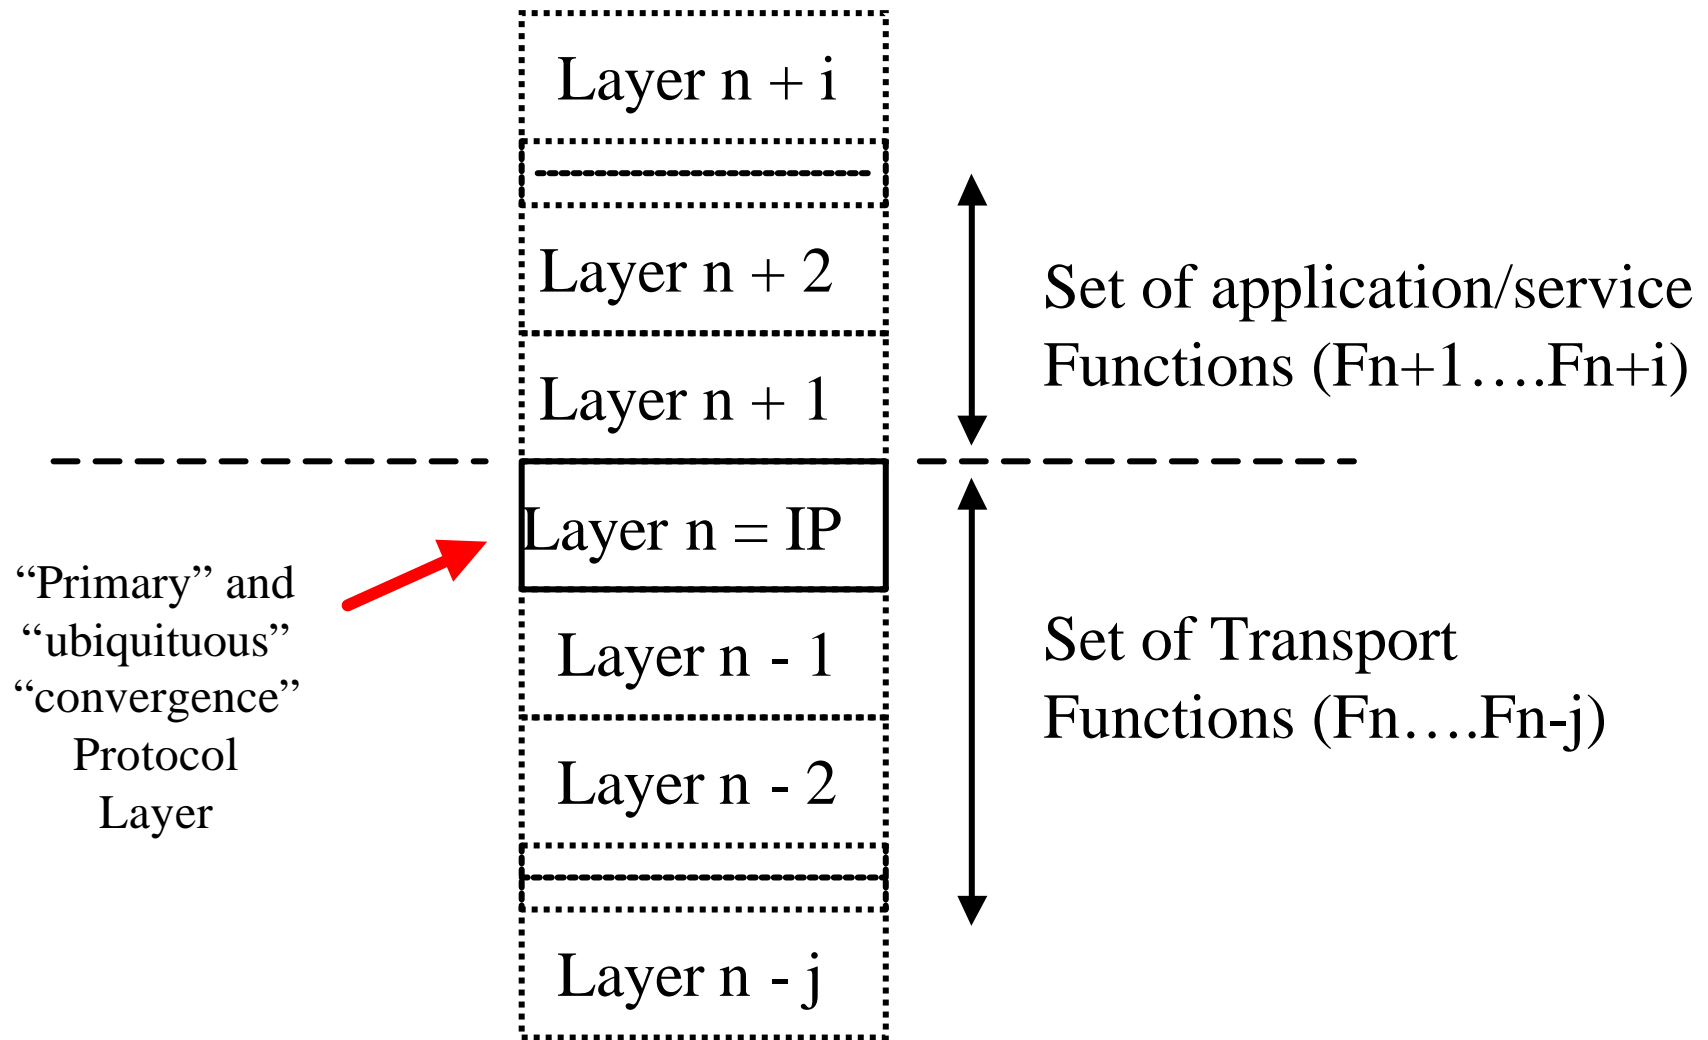 Layer n + i
Layer n + 2
Layer n + 1
Layer n = IP
Layer n - 1
Layer n - 2
Layer n - j
Set of application/service
Functions (Fn+1….Fn+i)
“Primary” and
“ubiquituous”
“convergence”
Protocol
Layer
Set of Transport
Functions (Fn….Fn-j)